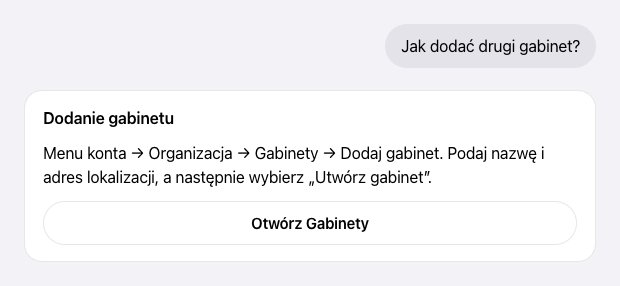 Jak dodać drugi gabinet?
Dodanie gabinetu
Menu konta → Organizacja → Gabinety → Dodaj gabinet. Podaj nazwę i
adres lokalizacji, a następnie wybierz „Utwórz gabinet”.
Otwórz Gabinety